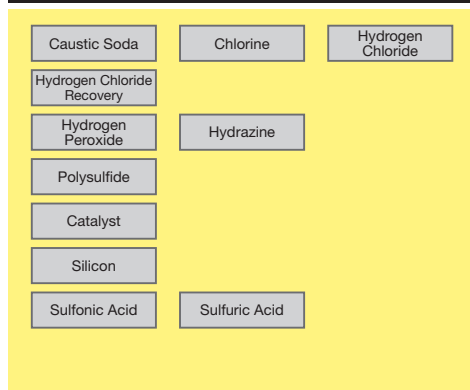 Caustic Soda
Chlorine
Hydrogen
Chloride
Hydrogen Chloride
Recovery
Hydrogen
Peroxide
Hydrazine
Polysulfide
Catalyst
Silicon
Sulfonic Acid
Sulfuric Acid